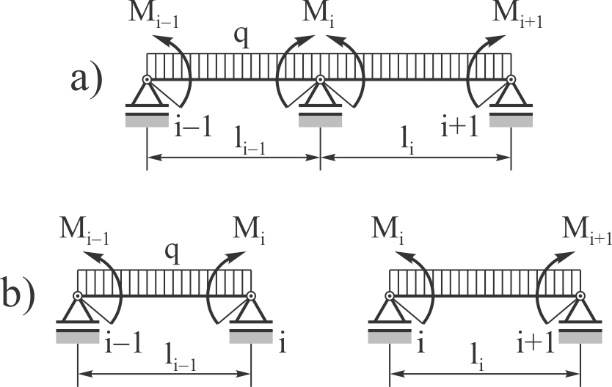 M_{i–1} M_i M_{i+1}
q
a)
i–1 i+1
l_{i–1} l_i
M_{i–1} M_i M_i M_{i+1}
q
b)
i–1 i i i+1
l_{i–1} l_i